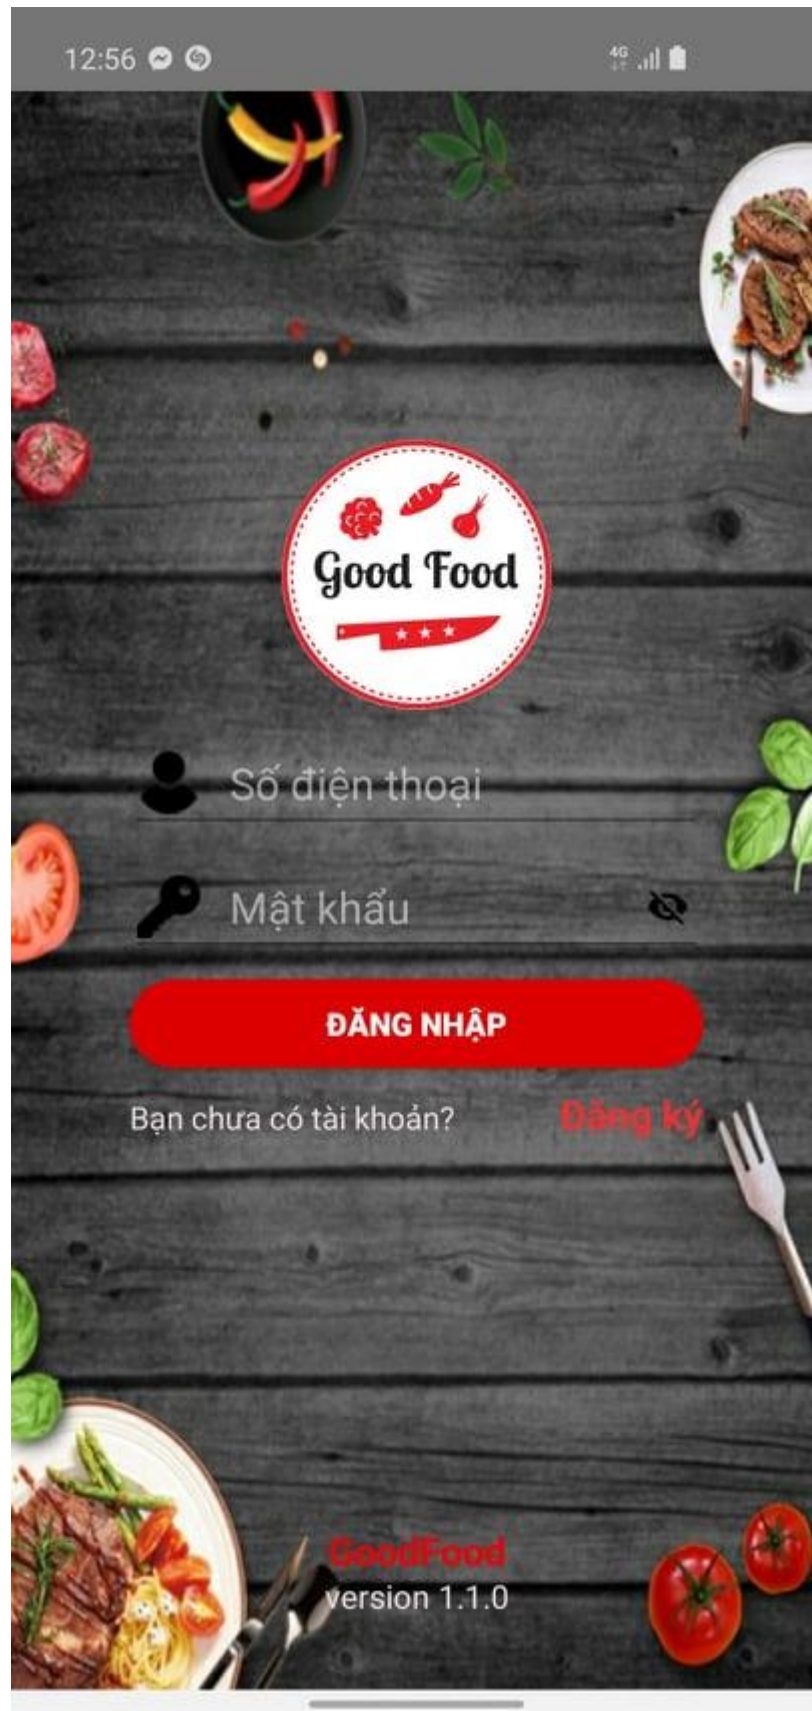 12:56
4G
Good Food
Số điện thoại
Mật khẩu
ĐĂNG NHẬP
Bạn chưa có tài khoản? Đăng ký
GoodFood
version 1.1.0